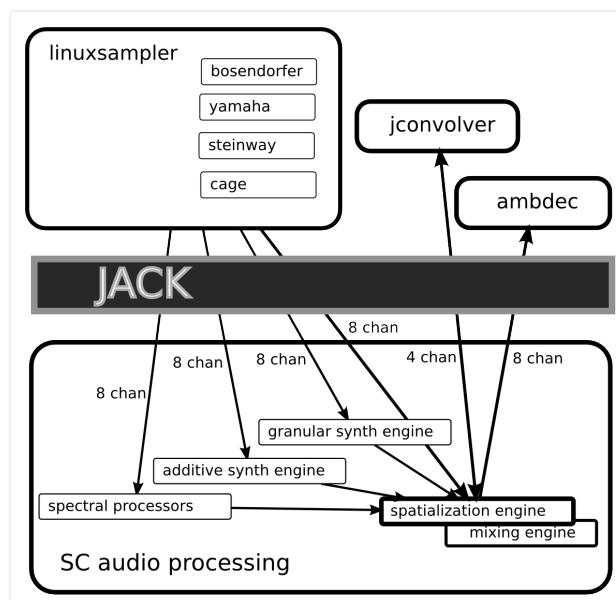 linuxsampler
bosendorfer
yamaha
steinway
cage
jconvolver
ambdec
JACK
8 chan
8 chan
8 chan
4 chan
8 chan
8 chan
granular synth engine
additive synth engine
spectral processors
spatialization engine
mixing engine
SC audio processing